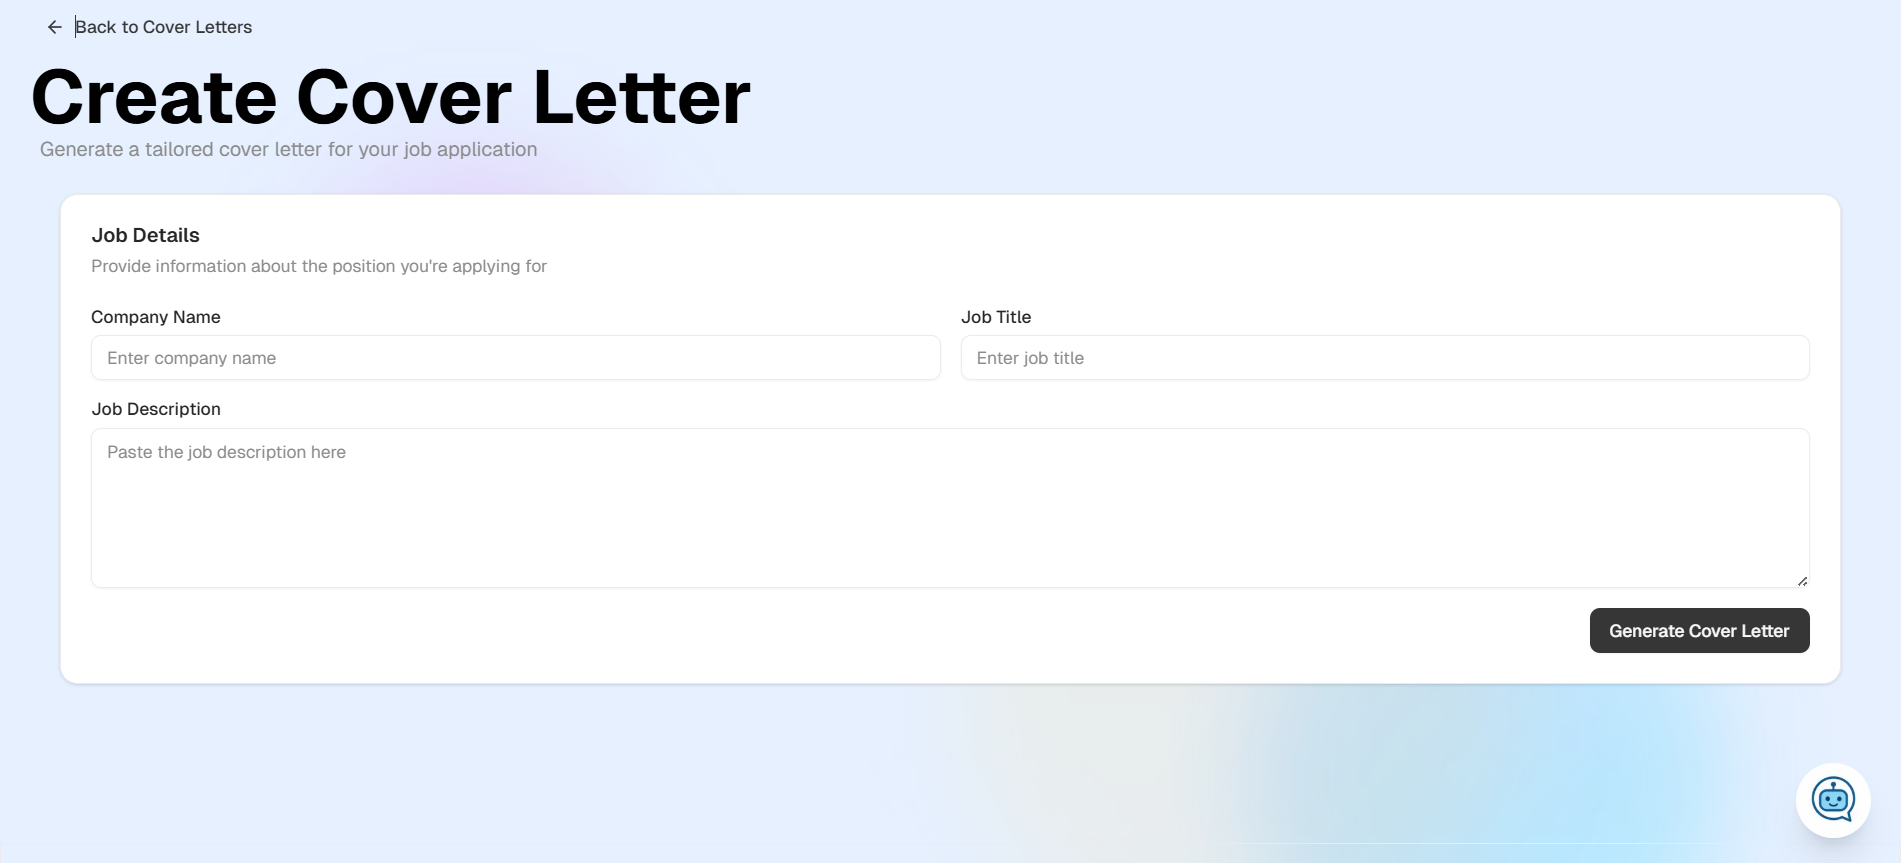 Back to Cover Letters
Create Cover Letter
Generate a tailored cover letter for your job application
Job Details
Provide information about the position you're applying for
Company Name
Job Title
Enter company name
Enter job title
Job Description
Paste the job description here
Generate Cover Letter